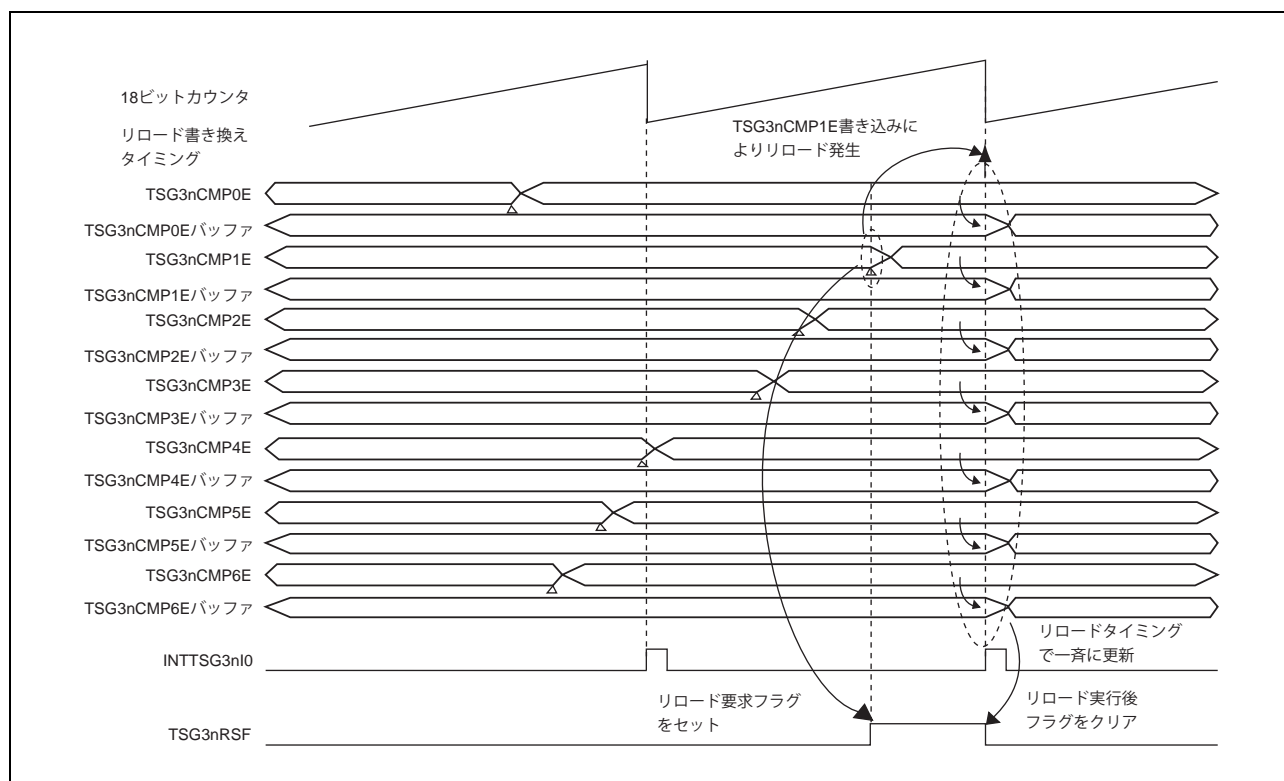 18ビットカウンタ
リロード書き換え
タイミング
TSG3nCMP1E書き込みに
よりリロード発生
TSG3nCMP0E
TSG3nCMP0Eバッファ
TSG3nCMP1E
TSG3nCMP1Eバッファ
TSG3nCMP2E
TSG3nCMP2Eバッファ
TSG3nCMP3E
TSG3nCMP3Eバッファ
TSG3nCMP4E
TSG3nCMP4Eバッファ
TSG3nCMP5E
TSG3nCMP5Eバッファ
TSG3nCMP6E
TSG3nCMP6Eバッファ
リロードタイミング
で一斉に更新
INTTSG3nI0
リロード要求フラグ
をセット
リロード実行後
フラグをクリア
TSG3nRSF